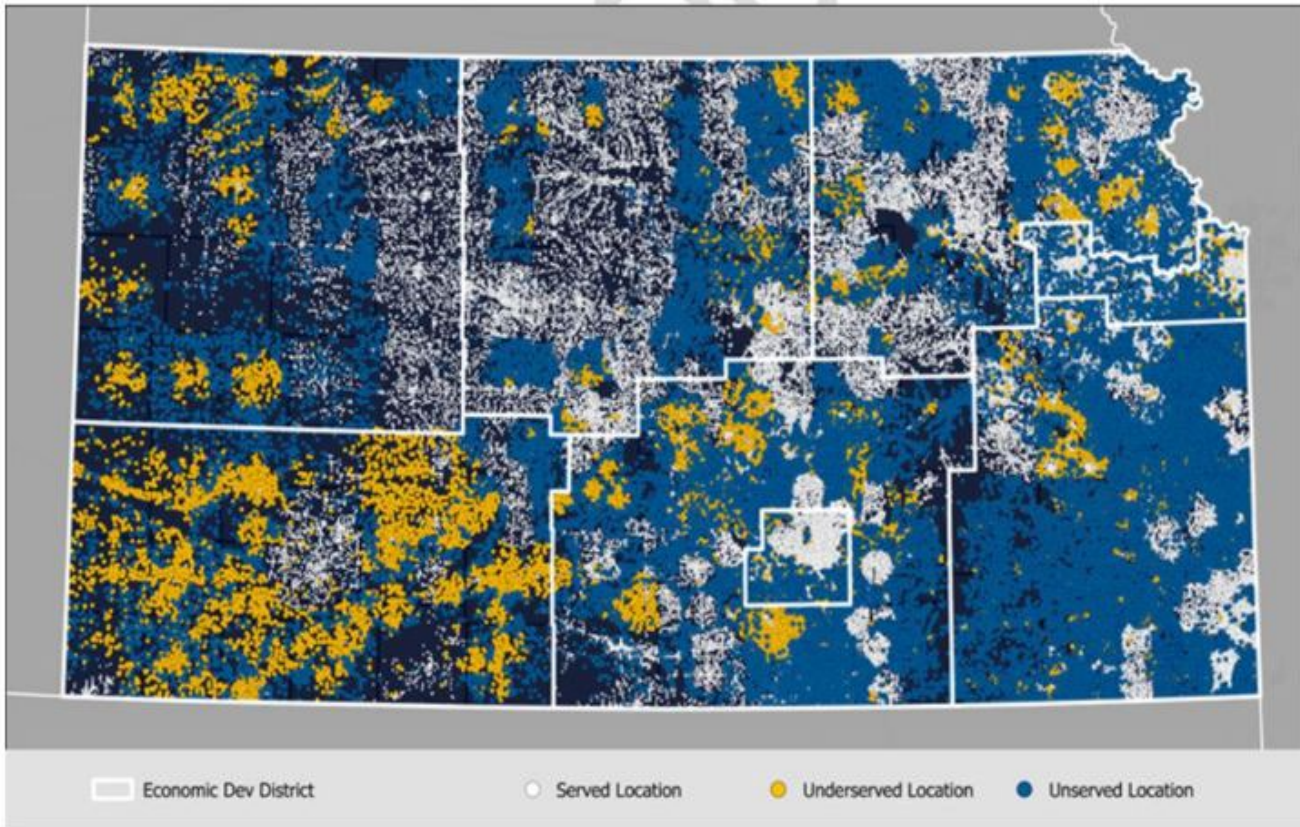 Economic Dev District
Served Location
Underserved Location
Unserved Location